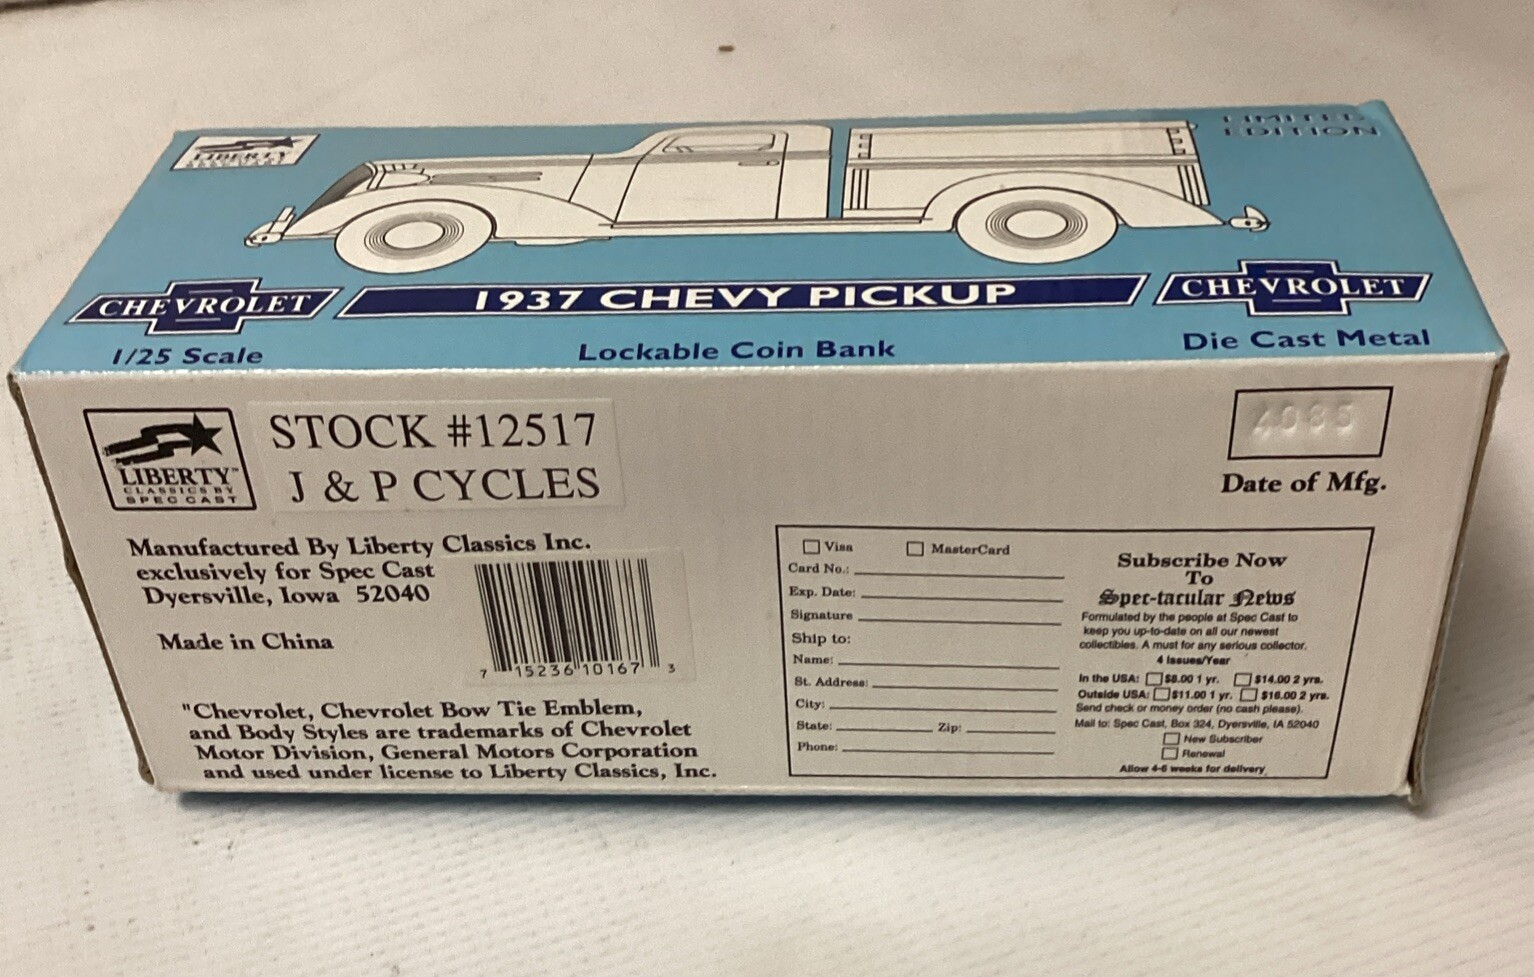 LIBERTY
LIMITED
EDITION
CHEVROLET
1937 CHEVY PICKUP
CHEVROLET
1/25 Scale
Lockable Coin Bank
Die Cast Metal
LIBERTY™
CLASSICS BY
SPEC CAST
STOCK #12517
J & P CYCLES
Date of Mfg.
Manufactured By Liberty Classics Inc.
exclusively for Spec Cast
Dyersville, Iowa 52040
Made in China
7 15236 10167 3
"Chevrolet, Chevrolet Bow Tie Emblem,
and Body Styles are trademarks of Chevrolet
Motor Division, General Motors Corporation
and used under license to Liberty Classics, Inc.
Visa MasterCard
Card No.:
Exp. Date:
Signature
Ship to:
Name:
St. Address:
City:
State: Zip:
Phone:
Subscribe Now
To
Spec-tacular News
Formulated by the people at Spec Cast to
keep you up-to-date on all our newest
collectibles. A must for any serious collector.
4 Issues/Year
In the USA: $8.00 1 yr. $14.00 2 yrs.
Outside USA: $11.00 1 yr. $16.00 2 yrs.
Send check or money order (no cash please).
Mail to: Spec Cast, Box 324, Dyersville, IA 52040
New Subscriber
Renewal
Allow 4-6 weeks for delivery